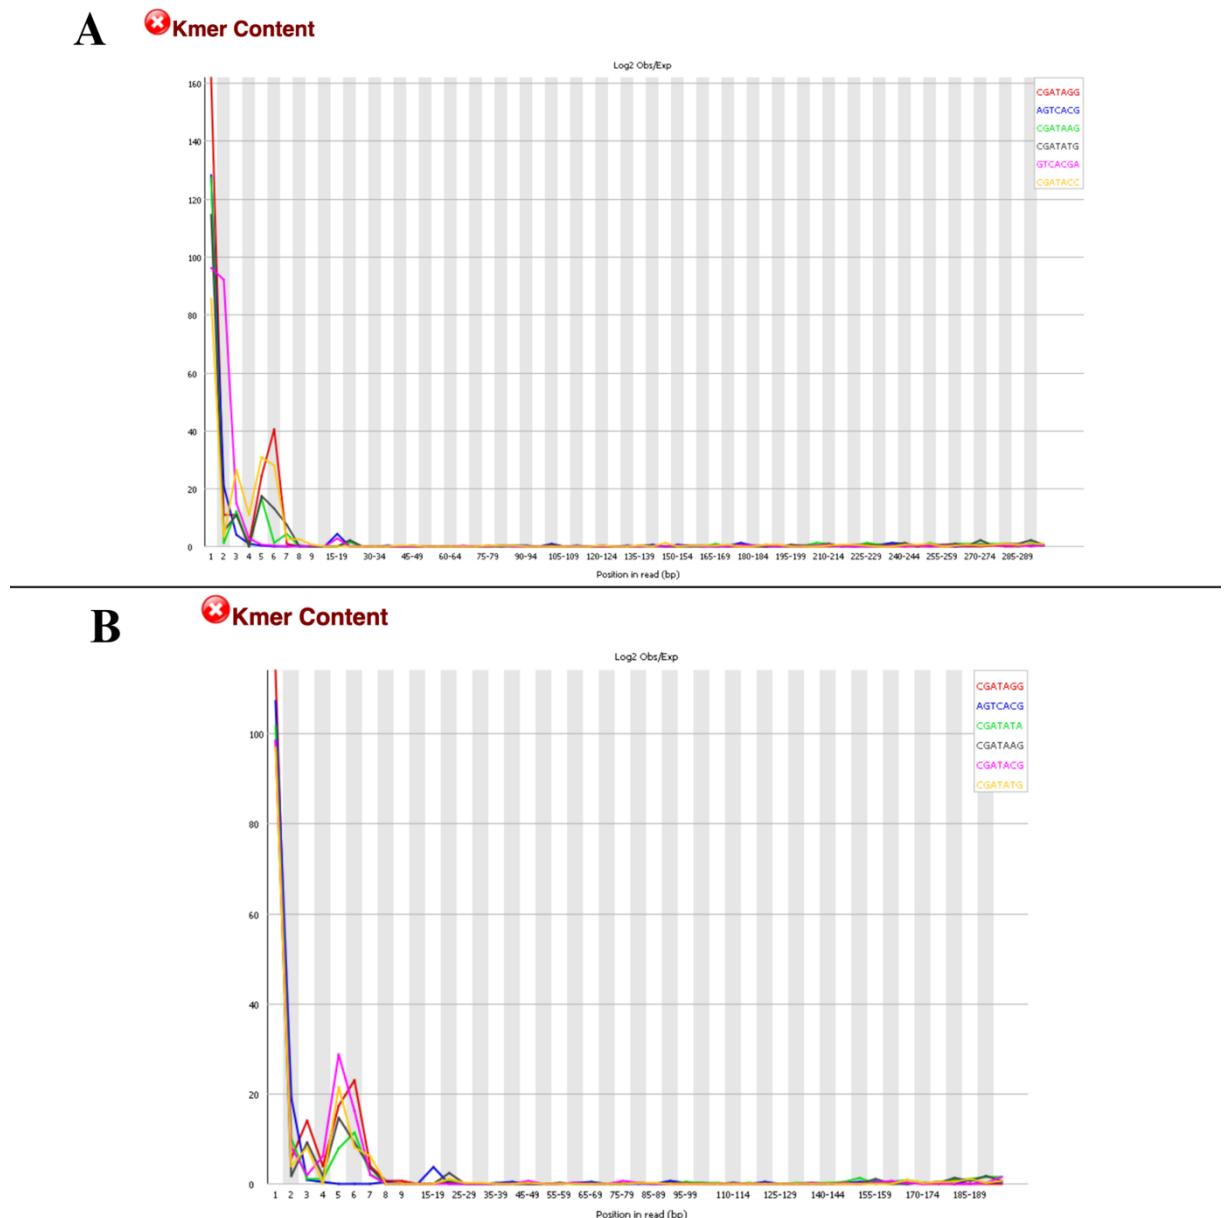 A
Kmer Content
Log2 Obs/Exp
160
140
120
100
80
60
40
20
0
CGATAGG
AGTCACG
CGATAAG
CGATATG
GTCACGA
CGATACC
1 2 3 4 5 6 7 8 9 15-19 30-34 45-49 60-64 75-79 90-94 105-109 120-124 135-139 150-154 165-169 180-184 195-199 210-214 225-229 240-244 255-259 270-274 285-289
Position in read (bp)
B
Kmer Content
Log2 Obs/Exp
100
80
60
40
20
0
CGATAGG
AGTCACG
CGATATA
CGATAAG
CGATACG
CGATATG
1 2 3 4 5 6 7 8 9 15-19 25-29 35-39 45-49 55-59 65-69 75-79 85-89 95-99 110-114 125-129 140-144 155-159 170-174 185-189
Position in read (bp)